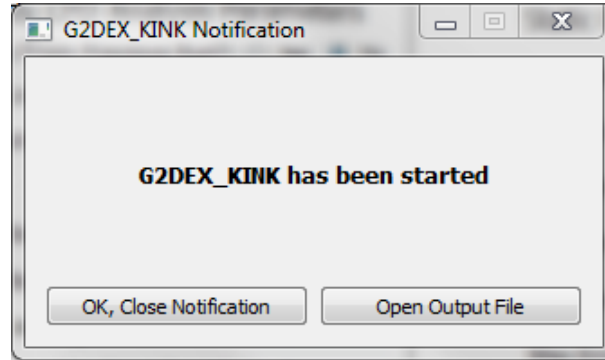 G2DEX_KINK Notification
G2DEX_KINK has been started
OK, Close Notification
Open Output File